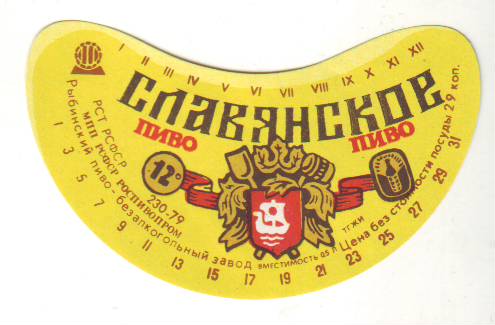 I II III IV V VI VII VIII IX X XI XII
СЛАВЯНСКОЕ
ПИВО ПИВО
12°
РСТ РСФСР
230-79
МПП РСФСР РОСПИВОПРОМ
Рыбинский пиво-безалкогольный завод
вместимость 0,5 л
ТГЖИ
Цена без стоимости посуды 29 коп.
1 3 5 7 9 11 13 15 17 19 21 23 25 27 29 31